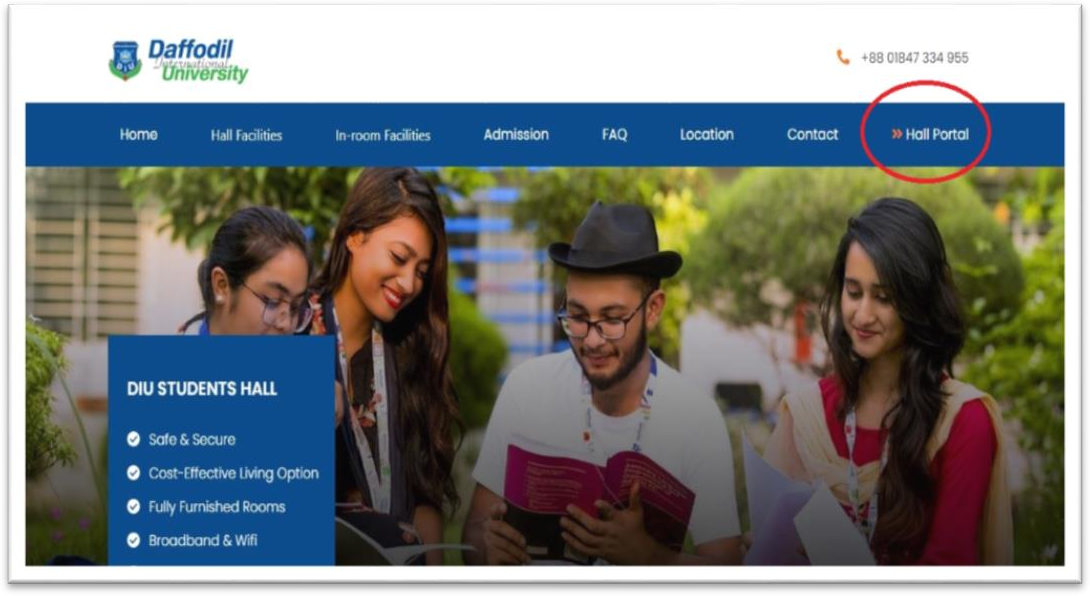 Daffodil
International
University
DIU
+88 01847 334 955
Home Hall Facilities In-room Facilities Admission FAQ Location Contact » Hall Portal
DIU STUDENTS HALL
Safe & Secure
Cost-Effective Living Option
Fully Furnished Rooms
Broadband & Wifi